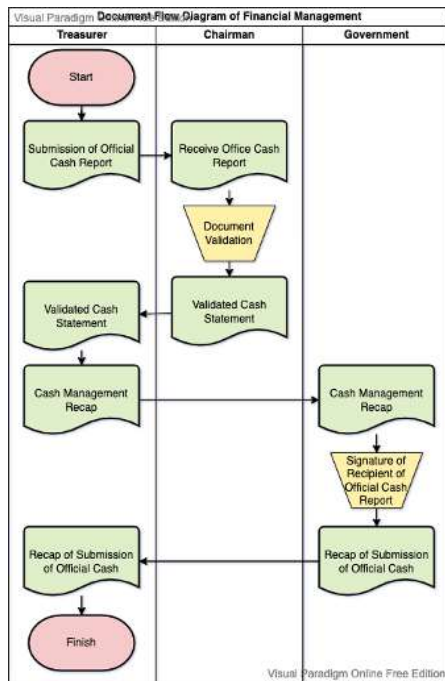 Visual Paradigm Online Free Edition
Document Flow Diagram of Financial Management
Treasurer
Chairman
Government
Start
Submission of Official
Cash Report
Receive Office Cash
Report
Document
Validation
Validated Cash
Statement
Validated Cash
Statement
Cash Management
Recap
Cash Management
Recap
Signature of
Recipient of
Official Cash
Report
Recap of Submission
of Official Cash
Recap of Submission
of Official Cash
Finish
Visual Paradigm Online Free Edition